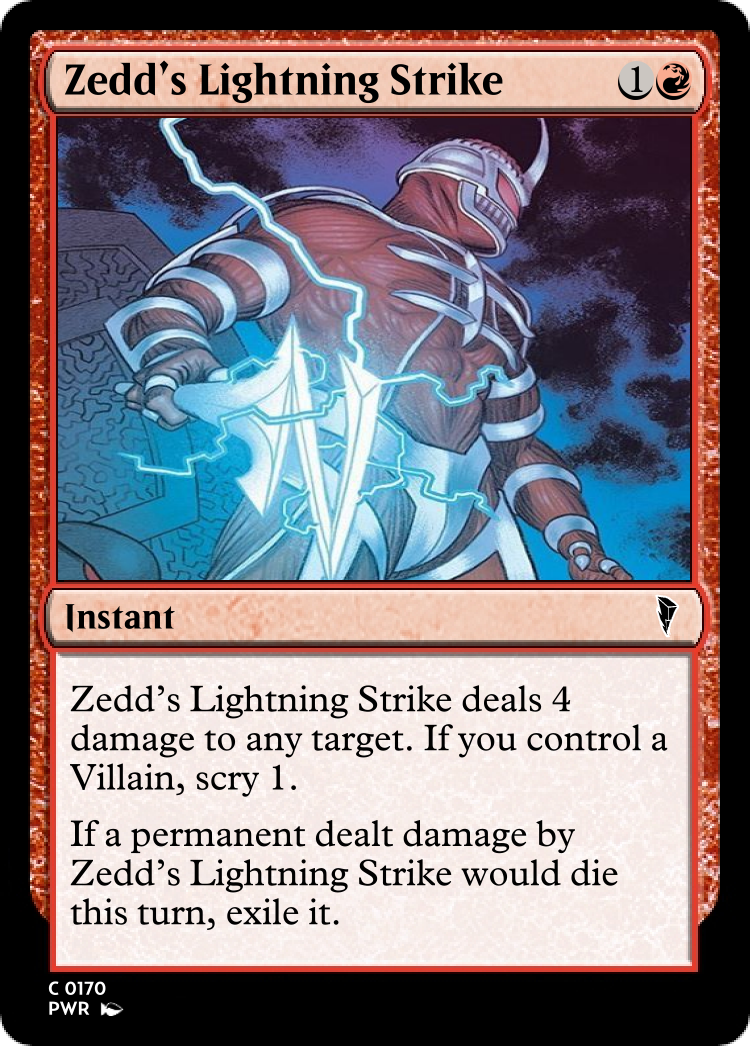 Zedd's Lightning Strike 1
Instant
Zedd's Lightning Strike deals 4
damage to any target. If you control a
Villain, scry 1.
If a permanent dealt damage by
Zedd's Lightning Strike would die
this turn, exile it.
C 0170
PWR